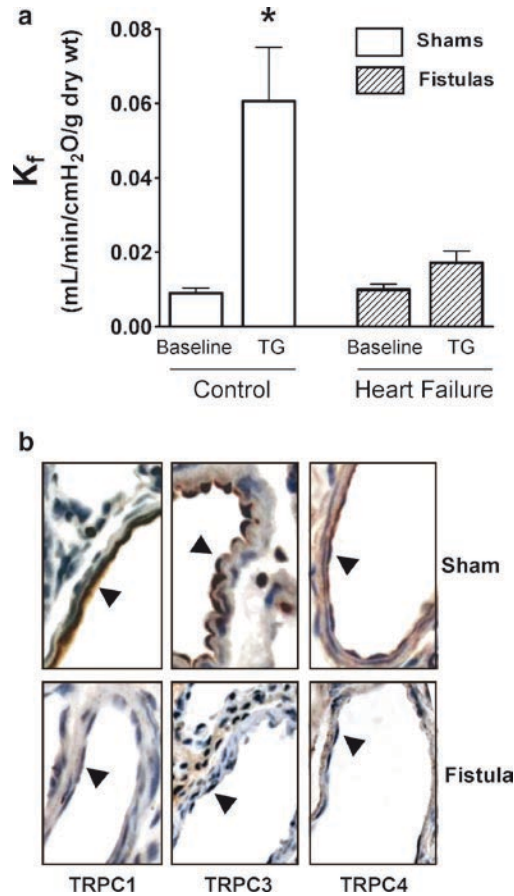 a
*
Shams
Fistulas
K_f
(mL/min/cmH₂O/g dry wt)
0.08
0.06
0.04
0.02
0.00
Baseline TG Baseline TG
Control Heart Failure
b
Sham
Fistula
TRPC1 TRPC3 TRPC4